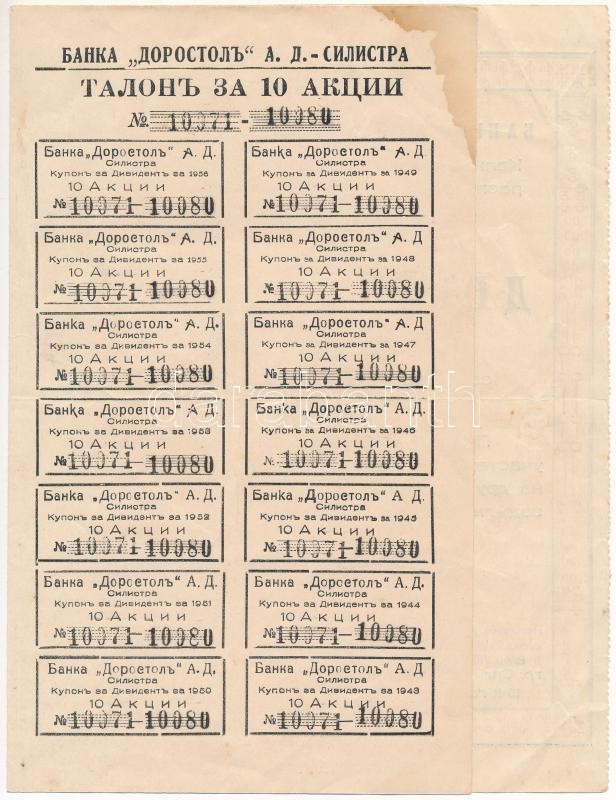 БАНКА „ДОРОСТОЛЪ“ А. Д.-СИЛИСТРА
ТАЛОНЪ ЗА 10 АКЦИИ
№ 10071-10080
Банка „Доростолъ“ А. Д.
Силистра
Купонъ за Дивидентъ за 1956
10 Акции
№ 10071-10080
Банка „Доростолъ“ А. Д.
Силистра
Купонъ за Дивидентъ за 1955
10 Акции
№ 10071-10080
Банка „Доростолъ“ А. Д.
Силистра
Купонъ за Дивидентъ за 1954
10 Акции
№ 10071-10080
Банка „Доростолъ“ А. Д.
Силистра
Купонъ за Дивидентъ за 1953
10 Акции
№ 10071-10080
Банка „Доростолъ“ А. Д.
Силистра
Купонъ за Дивидентъ за 1952
10 Акции
№ 10071-10080
Банка „Доростолъ“ А. Д.
Силистра
Купонъ за Дивидентъ за 1951
10 Акции
№ 10071-10080
Банка „Доростолъ“ А. Д.
Силистра
Купонъ за Дивидентъ за 1950
10 Акции
№ 10071-10080
Банка „Доростолъ“ А. Д
Силистра
Купонъ за Дивидентъ за 1949
10 Акции
№ 10071-10080
Банка „Доростолъ“ А. Д
Силистра
Купонъ за Дивидентъ за 1948
10 Акции
№ 10071-10080
Банка „Доростолъ“ А. Д
Силистра
Купонъ за Дивидентъ за 1947
10 Акции
№ 10071-10080
Банка „Доростолъ“ А. Д
Силистра
Купонъ за Дивидентъ за 1946
10 Акции
№ 10071-10080
Банка „Доростолъ“ А. Д.
Силистра
Купонъ за Дивидентъ за 1945
10 Акции
№ 10071-10080
Банка „Доростолъ“ А. Д
Силистра
Купонъ за Дивидентъ за 1944
10 Акции
№ 10071-10080
Банка „Доростолъ“ А. Д
Силистра
Купонъ за Дивидентъ за 1943
10 Акции
№ 10071-10080
darabanth